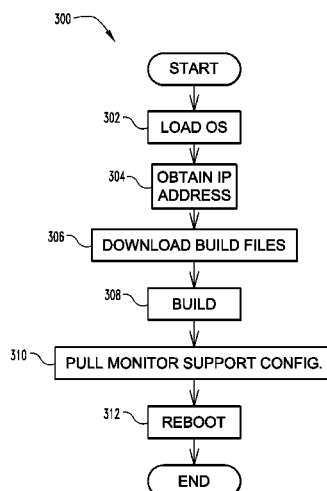 300
START
302
LOAD OS
304
OBTAIN IP
ADDRESS
306
DOWNLOAD BUILD FILES
308
BUILD
310
PULL MONITOR SUPPORT CONFIG.
312
REBOOT
END